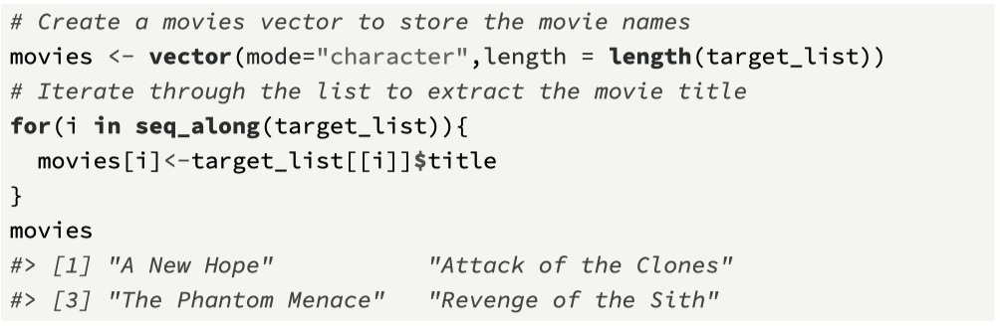 # Create a movies vector to store the movie names
movies <- vector(mode="character",length = length(target_list))
# Iterate through the list to extract the movie title
for(i in seq_along(target_list)){
  movies[i]<-target_list[[i]]$title
}
movies
#> [1] "A New Hope"           "Attack of the Clones"
#> [3] "The Phantom Menace"   "Revenge of the Sith"